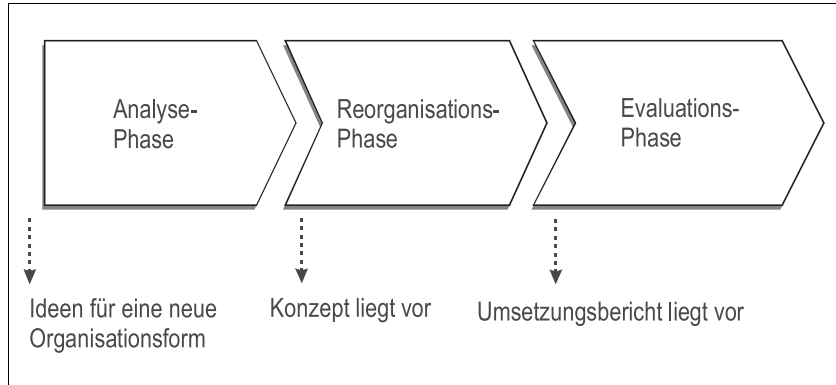 Analyse-
Phase
Reorganisations-
Phase
Evaluations-
Phase
Ideen für eine neue
Organisationsform
Konzept liegt vor
Umsetzungsbericht liegt vor